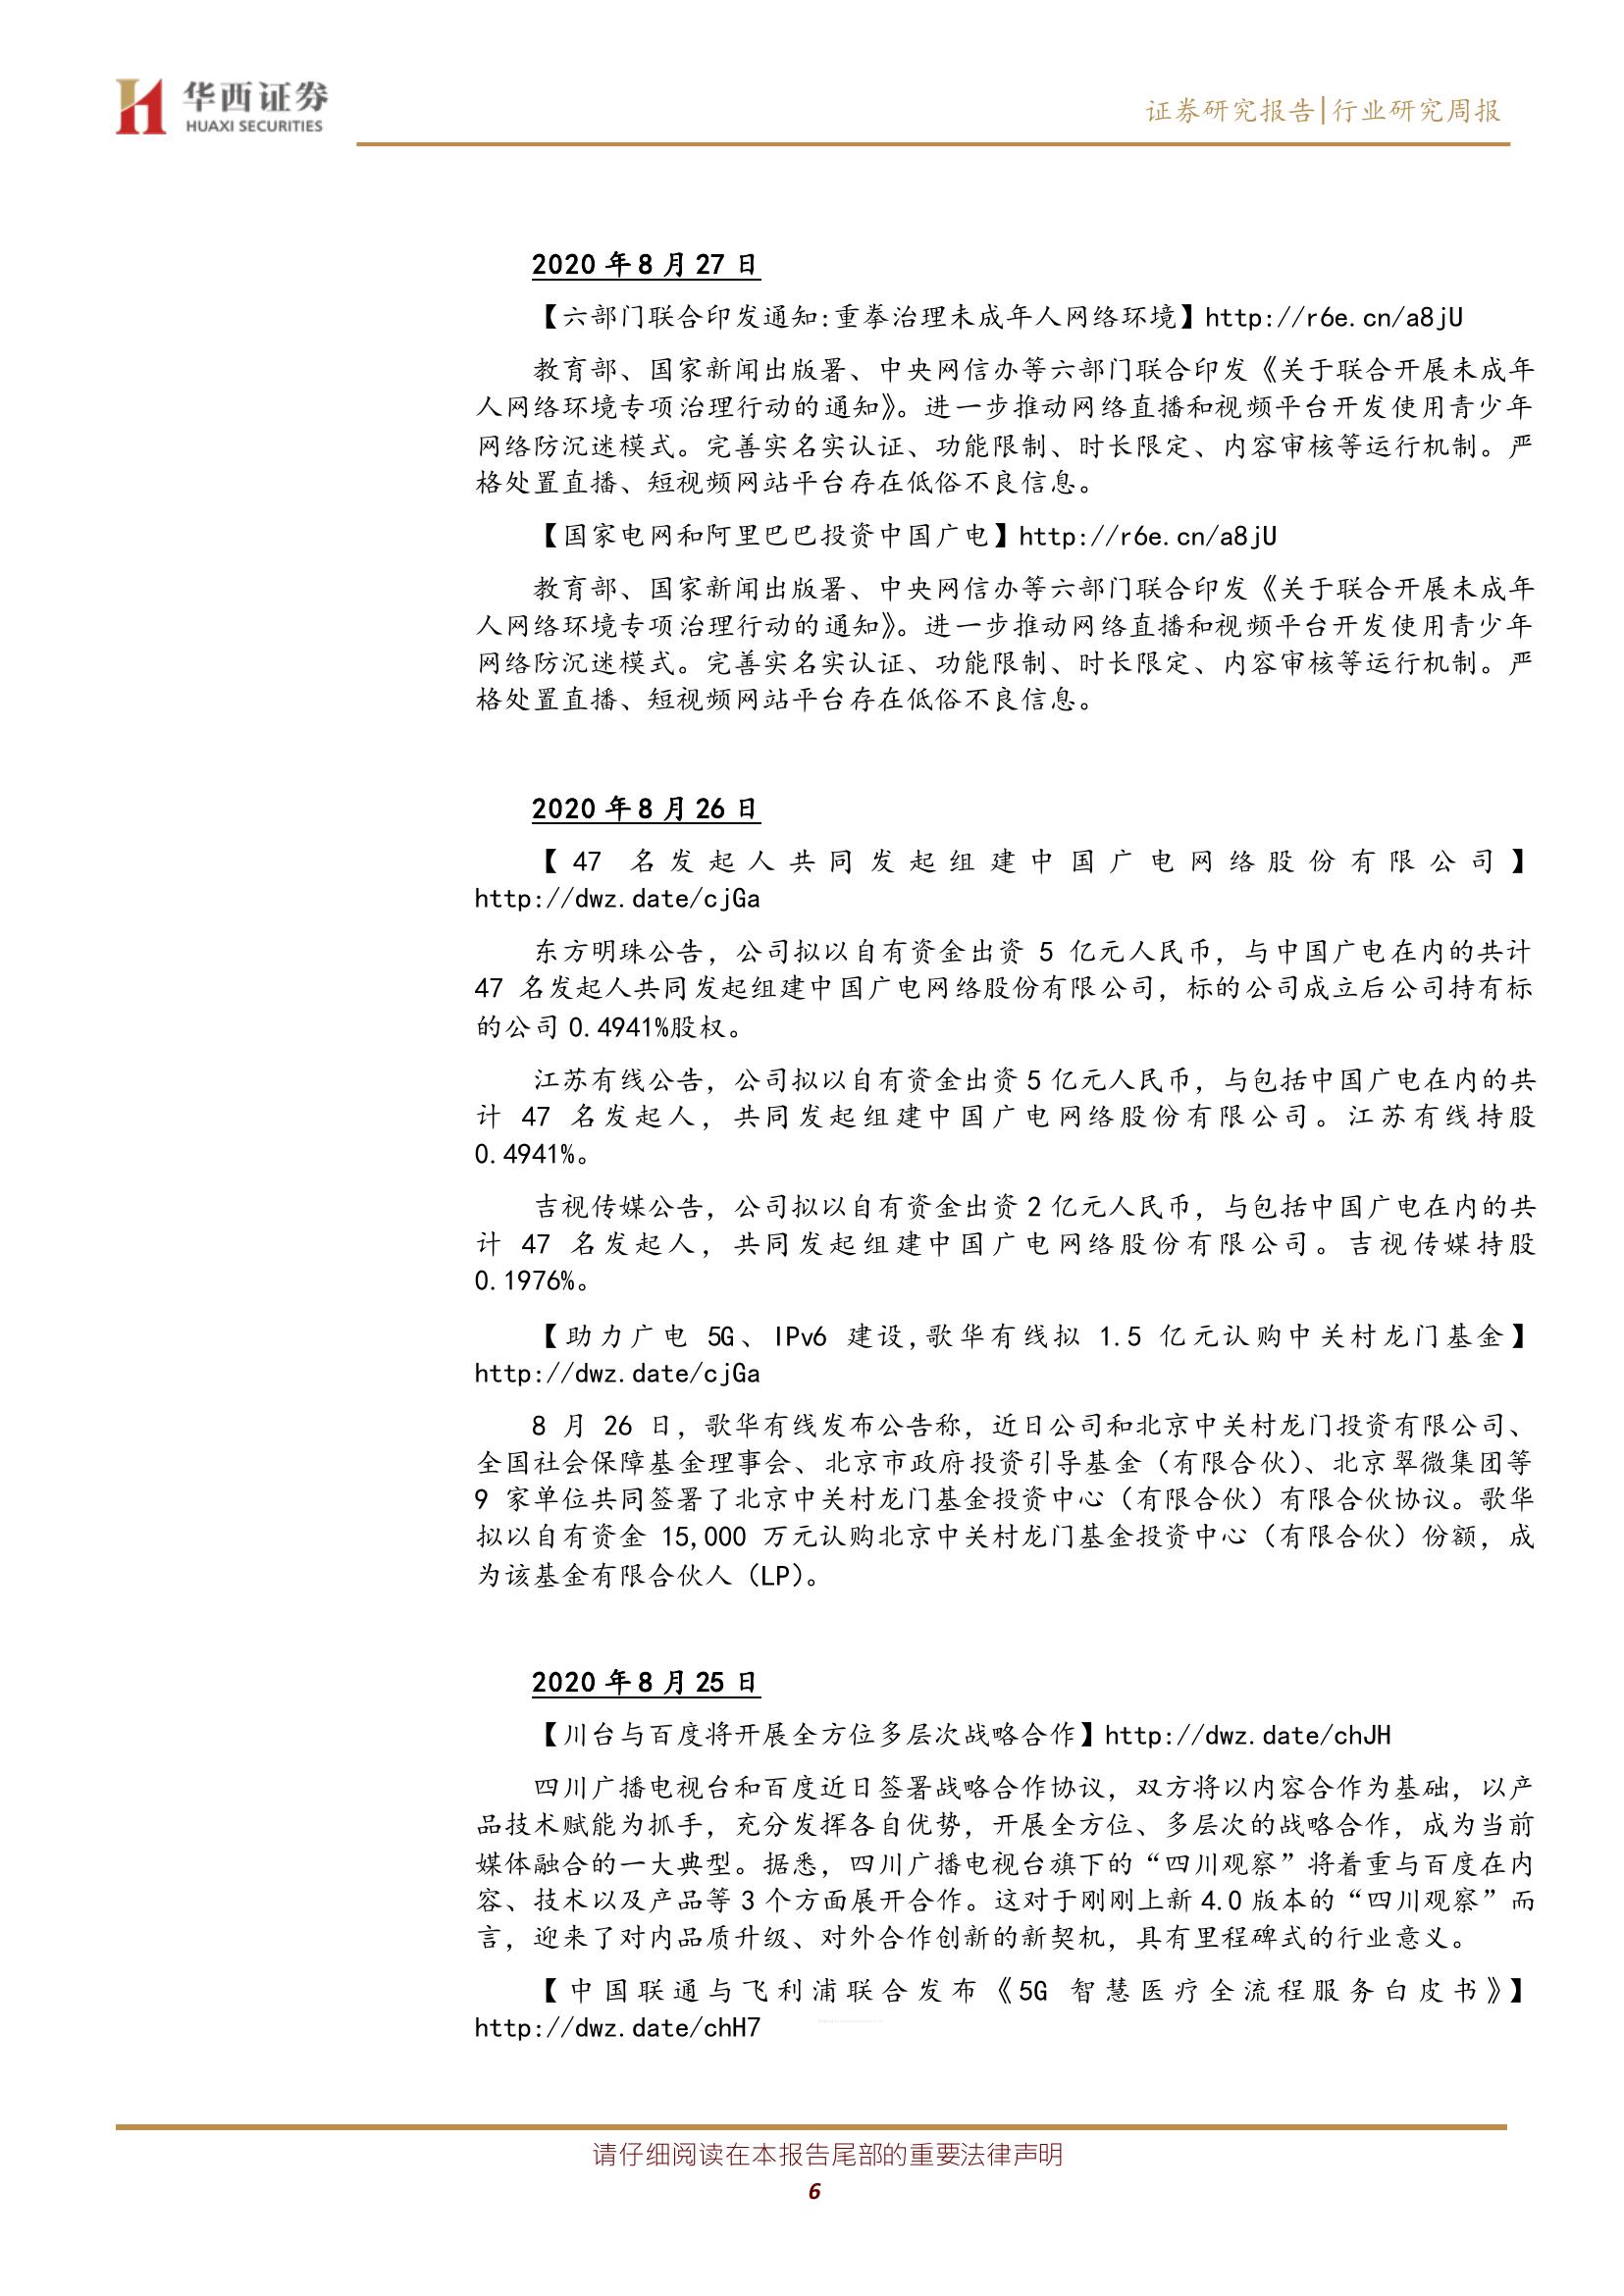 华西证券
HUAXI SECURITIES
证券研究报告|行业研究周报
2020 年 8 月 27 日
【六部门联合印发通知:重拳治理未成年人网络环境】http://r6e.cn/a8jU
教育部、国家新闻出版署、中央网信办等六部门联合印发《关于联合开展未成年
人网络环境专项治理行动的通知》。进一步推动网络直播和视频平台开发使用青少年
网络防沉迷模式。完善实名实认证、功能限制、时长限定、内容审核等运行机制。严
格处置直播、短视频网站平台存在低俗不良信息。
【国家电网和阿里巴巴投资中国广电】http://r6e.cn/a8jU
教育部、国家新闻出版署、中央网信办等六部门联合印发《关于联合开展未成年
人网络环境专项治理行动的通知》。进一步推动网络直播和视频平台开发使用青少年
网络防沉迷模式。完善实名实认证、功能限制、时长限定、内容审核等运行机制。严
格处置直播、短视频网站平台存在低俗不良信息。
2020 年 8 月 26 日
【 47 名发起人共同发起组建中国广电网络股份有限公司】
http://dwz.date/cjGa
东方明珠公告，公司拟以自有资金出资 5 亿元人民币，与中国广电在内的共计
47 名发起人共同发起组建中国广电网络股份有限公司，标的公司成立后公司持有标
的公司 0.4941%股权。
江苏有线公告，公司拟以自有资金出资 5 亿元人民币，与包括中国广电在内的共
计 47 名发起人，共同发起组建中国广电网络股份有限公司。江苏有线持股
0.4941%。
吉视传媒公告，公司拟以自有资金出资 2 亿元人民币，与包括中国广电在内的共
计 47 名发起人，共同发起组建中国广电网络股份有限公司。吉视传媒持股
0.1976%。
【助力广电 5G、IPv6 建设,歌华有线拟 1.5 亿元认购中关村龙门基金】
http://dwz.date/cjGa
8 月 26 日，歌华有线发布公告称，近日公司和北京中关村龙门投资有限公司、
全国社会保障基金理事会、北京市政府投资引导基金（有限合伙）、北京翠微集团等
9 家单位共同签署了北京中关村龙门基金投资中心（有限合伙）有限合伙协议。歌华
拟以自有资金 15,000 万元认购北京中关村龙门基金投资中心（有限合伙）份额，成
为该基金有限合伙人（LP）。
2020 年 8 月 25 日
【川台与百度将开展全方位多层次战略合作】http://dwz.date/chJH
四川广播电视台和百度近日签署战略合作协议，双方将以内容合作为基础，以产
品技术赋能为抓手，充分发挥各自优势，开展全方位、多层次的战略合作，成为当前
媒体融合的一大典型。据悉，四川广播电视台旗下的“四川观察”将着重与百度在内
容、技术以及产品等 3 个方面展开合作。这对于刚刚上新 4.0 版本的“四川观察”而
言，迎来了对内品质升级、对外合作创新的新契机，具有里程碑式的行业意义。
【中国联通与飞利浦联合发布《5G 智慧医疗全流程服务白皮书》】
http://dwz.date/chH7
请仔细阅读在本报告尾部的重要法律声明
6